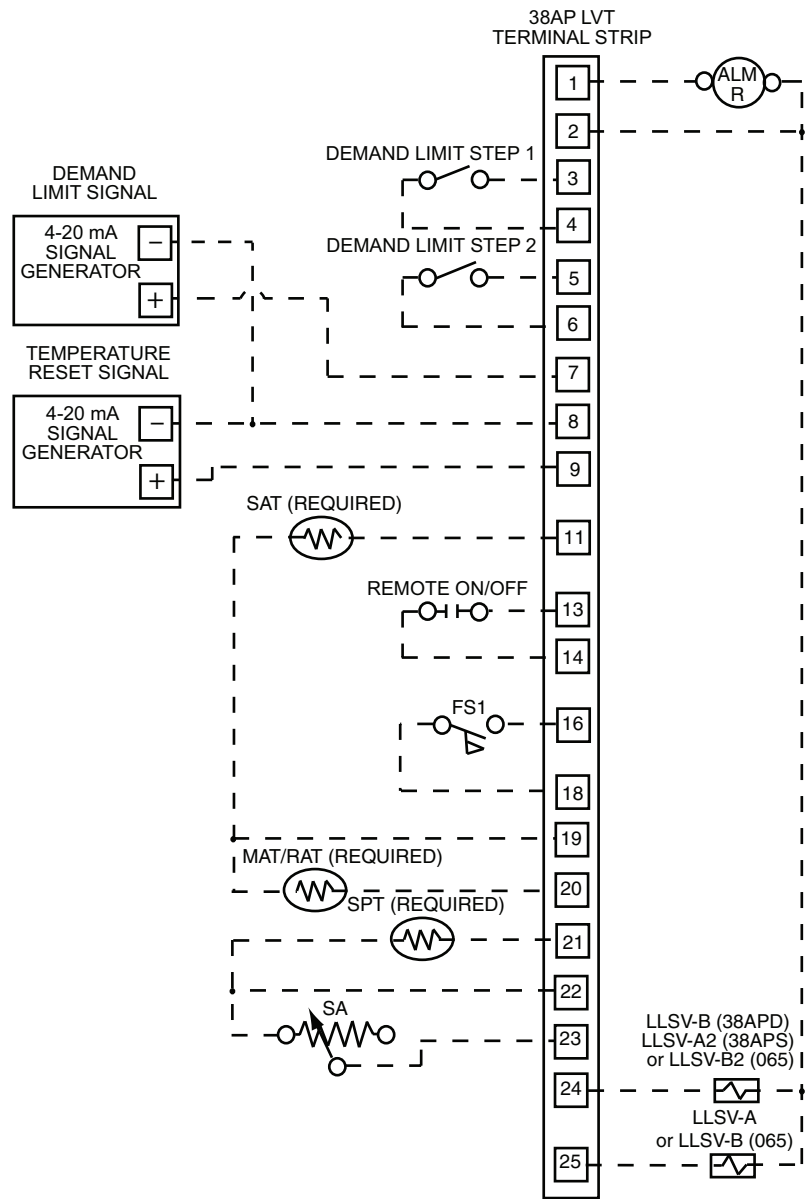 38AP LVT
TERMINAL STRIP
1
ALM
R
2
DEMAND LIMIT STEP 1
3
4
DEMAND
LIMIT SIGNAL
4-20 mA
SIGNAL
GENERATOR
−
+
DEMAND LIMIT STEP 2
5
6
7
TEMPERATURE
RESET SIGNAL
4-20 mA
SIGNAL
GENERATOR
−
+
8
9
SAT (REQUIRED)
11
REMOTE ON/OFF
13
14
FS1
16
18
19
MAT/RAT (REQUIRED)
20
SPT (REQUIRED)
21
22
SA
23
LLSV-B (38APD)
LLSV-A2 (38APS)
or LLSV-B2 (065)
24
LLSV-A
or LLSV-B (065)
25